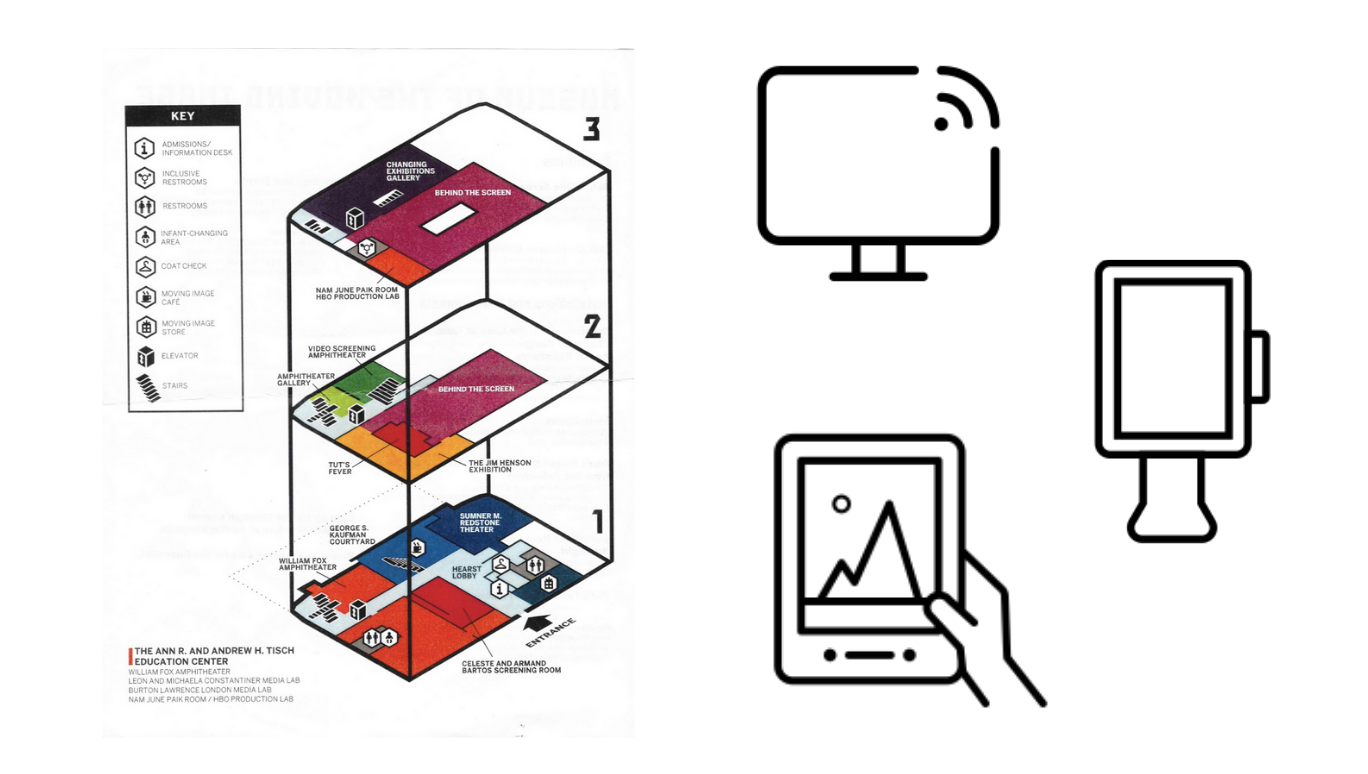 KEY
ADMISSIONS/
INFORMATION DESK
INCLUSIVE
RESTROOMS
RESTROOMS
INFANT-CHANGING
AREA
COAT CHECK
MOVING IMAGE
CAFÉ
MOVING IMAGE
STORE
ELEVATOR
STAIRS
3
CHANGING
EXHIBITIONS
GALLERY
BEHIND THE SCREEN
NAM JUNE PAIK ROOM
HBO PRODUCTION LAB
2
VIDEO SCREENING
AMPHITHEATER
AMPHITHEATER
GALLERY
BEHIND THE SCREEN
TUT'S
FEVER
THE JIM HENSON
EXHIBITION
1
SUMNER M.
REDSTONE
THEATER
GEORGE S.
KAUFMAN
COURTYARD
WILLIAM FOX
AMPHITHEATER
HEARST
LOBBY
ENTRANCE
CELESTE AND ARMAND
BARTOS SCREENING ROOM
THE ANN R. AND ANDREW H. TISCH
EDUCATION CENTER
WILLIAM FOX AMPHITHEATER
LEON AND MICHAELA CONSTANTINER MEDIA LAB
BURTON LAWRENCE LONDON MEDIA LAB
NAM JUNE PAIK ROOM / HBO PRODUCTION LAB